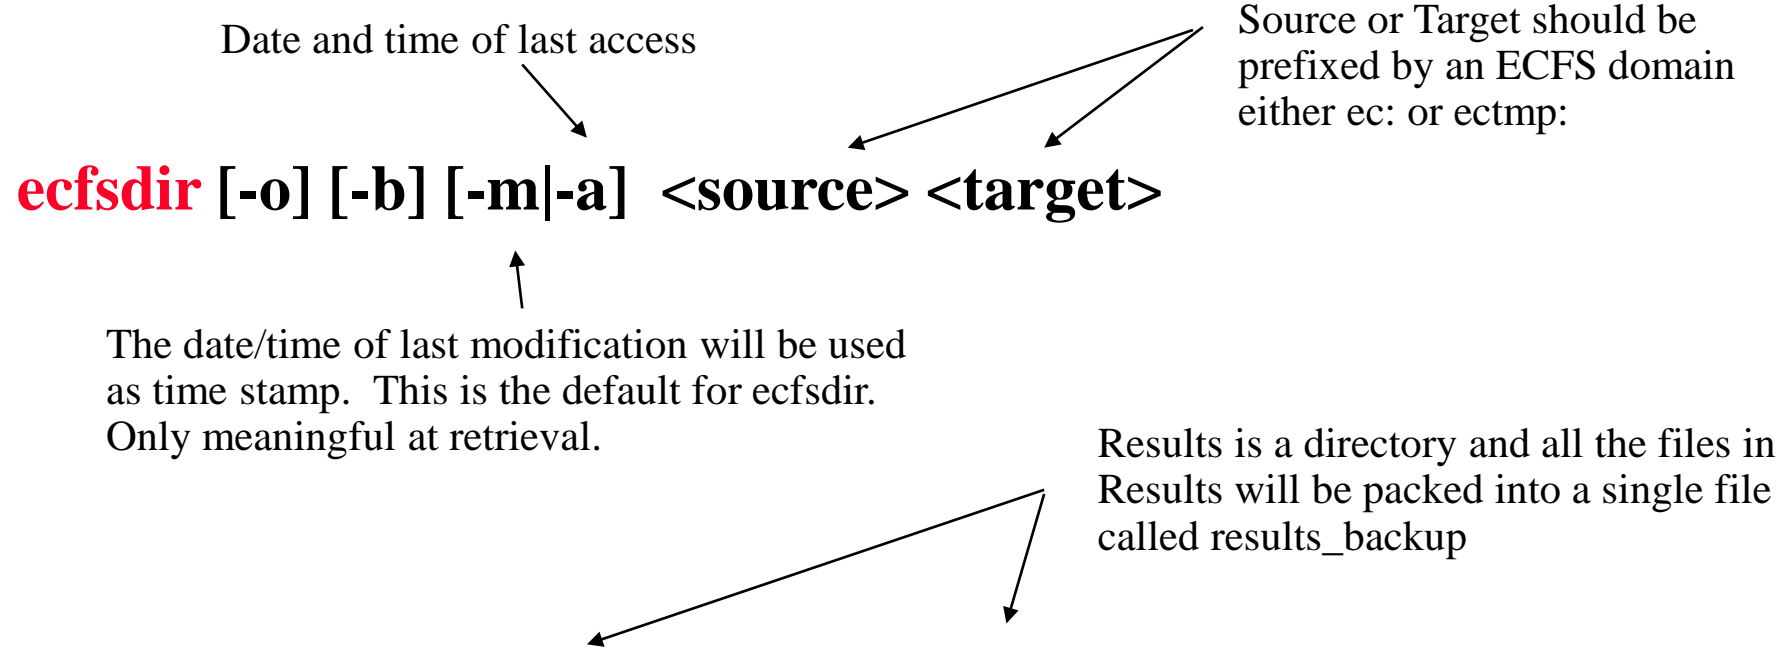 Date and time of last access
Source or Target should be
prefixed by an ECFS domain
either ec: or ectmp:
ecfsdir [-o] [-b] [-m|-a] <source> <target>
The date/time of last modification will be used
as time stamp. This is the default for ecfsdir.
Only meaningful at retrieval.
Results is a directory and all the files in
Results will be packed into a single file
called results_backup